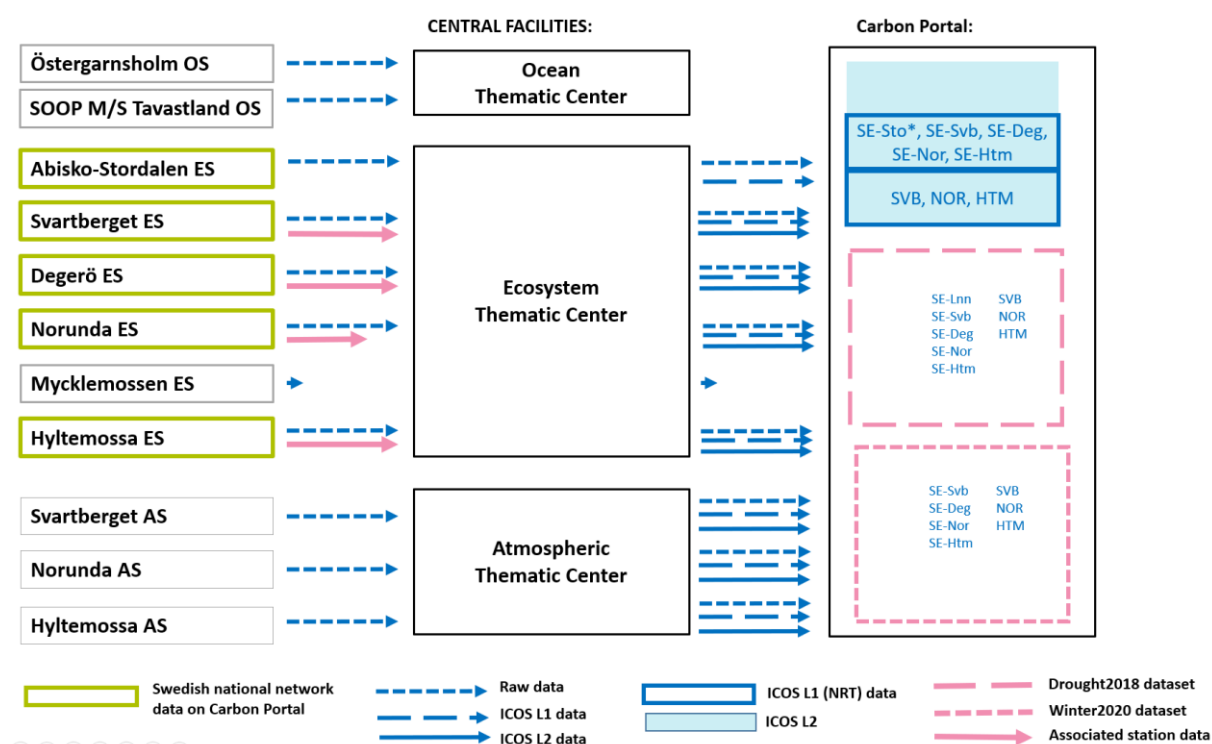 CENTRAL FACILITIES:
Carbon Portal:
Östergarnsholm OS
SOOP M/S Tavastland OS
Abisko-Stordalen ES
Svartberget ES
Degerö ES
Norunda ES
Mycklemossen ES
Hyltemossa ES
Svartberget AS
Norunda AS
Hyltemossa AS
Ocean
Thematic Center
Ecosystem
Thematic Center
Atmospheric
Thematic Center
SE-Sto*, SE-Svb, SE-Deg,
SE-Nor, SE-Htm
SVB, NOR, HTM
SE-Lnn SVB
SE-Svb NOR
SE-Deg HTM
SE-Nor
SE-Htm
SE-Svb SVB
SE-Deg NOR
SE-Nor HTM
SE-Htm
Swedish national network
data on Carbon Portal
Raw data
ICOS L1 data
ICOS L2 data
ICOS L1 (NRT) data
ICOS L2
Drought2018 dataset
Winter2020 dataset
Associated station data